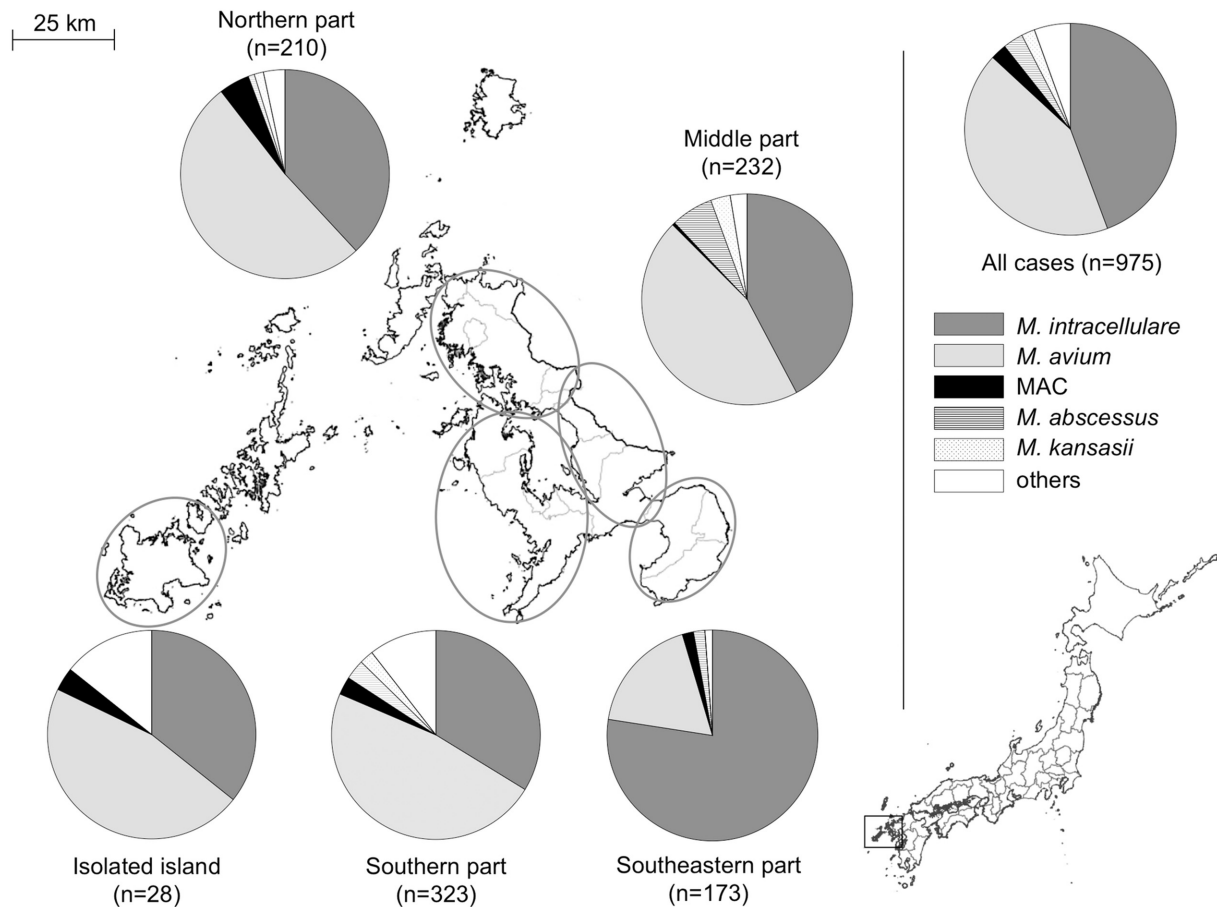 25 km
Northern part
(n=210)
Middle part
(n=232)
All cases (n=975)
M. intracellulare
M. avium
MAC
M. abscessus
M. kansasii
others
Isolated island
(n=28)
Southern part
(n=323)
Southeastern part
(n=173)